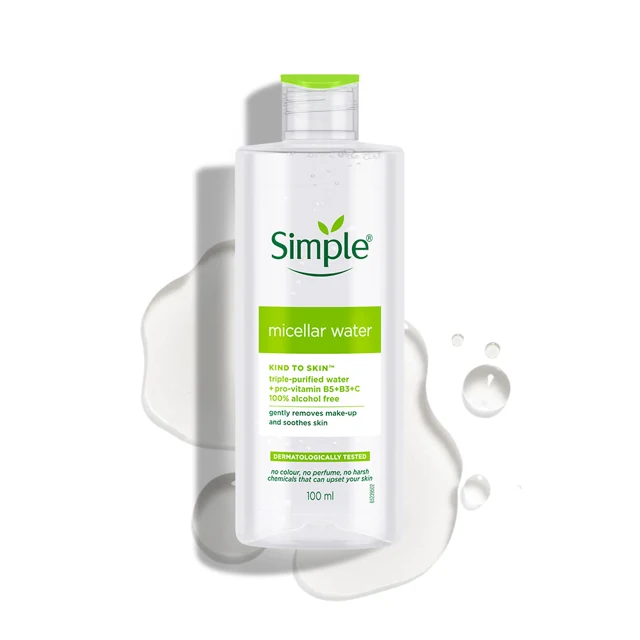 Simple®
micellar water
KIND TO SKIN™
triple-purified water
+pro-vitamin B5+B3+C
100% alcohol free
gently removes make-up
and soothes skin
DERMATOLOGICALLY TESTED
no colour, no perfume, no harsh
chemicals that can upset your skin
100 ml